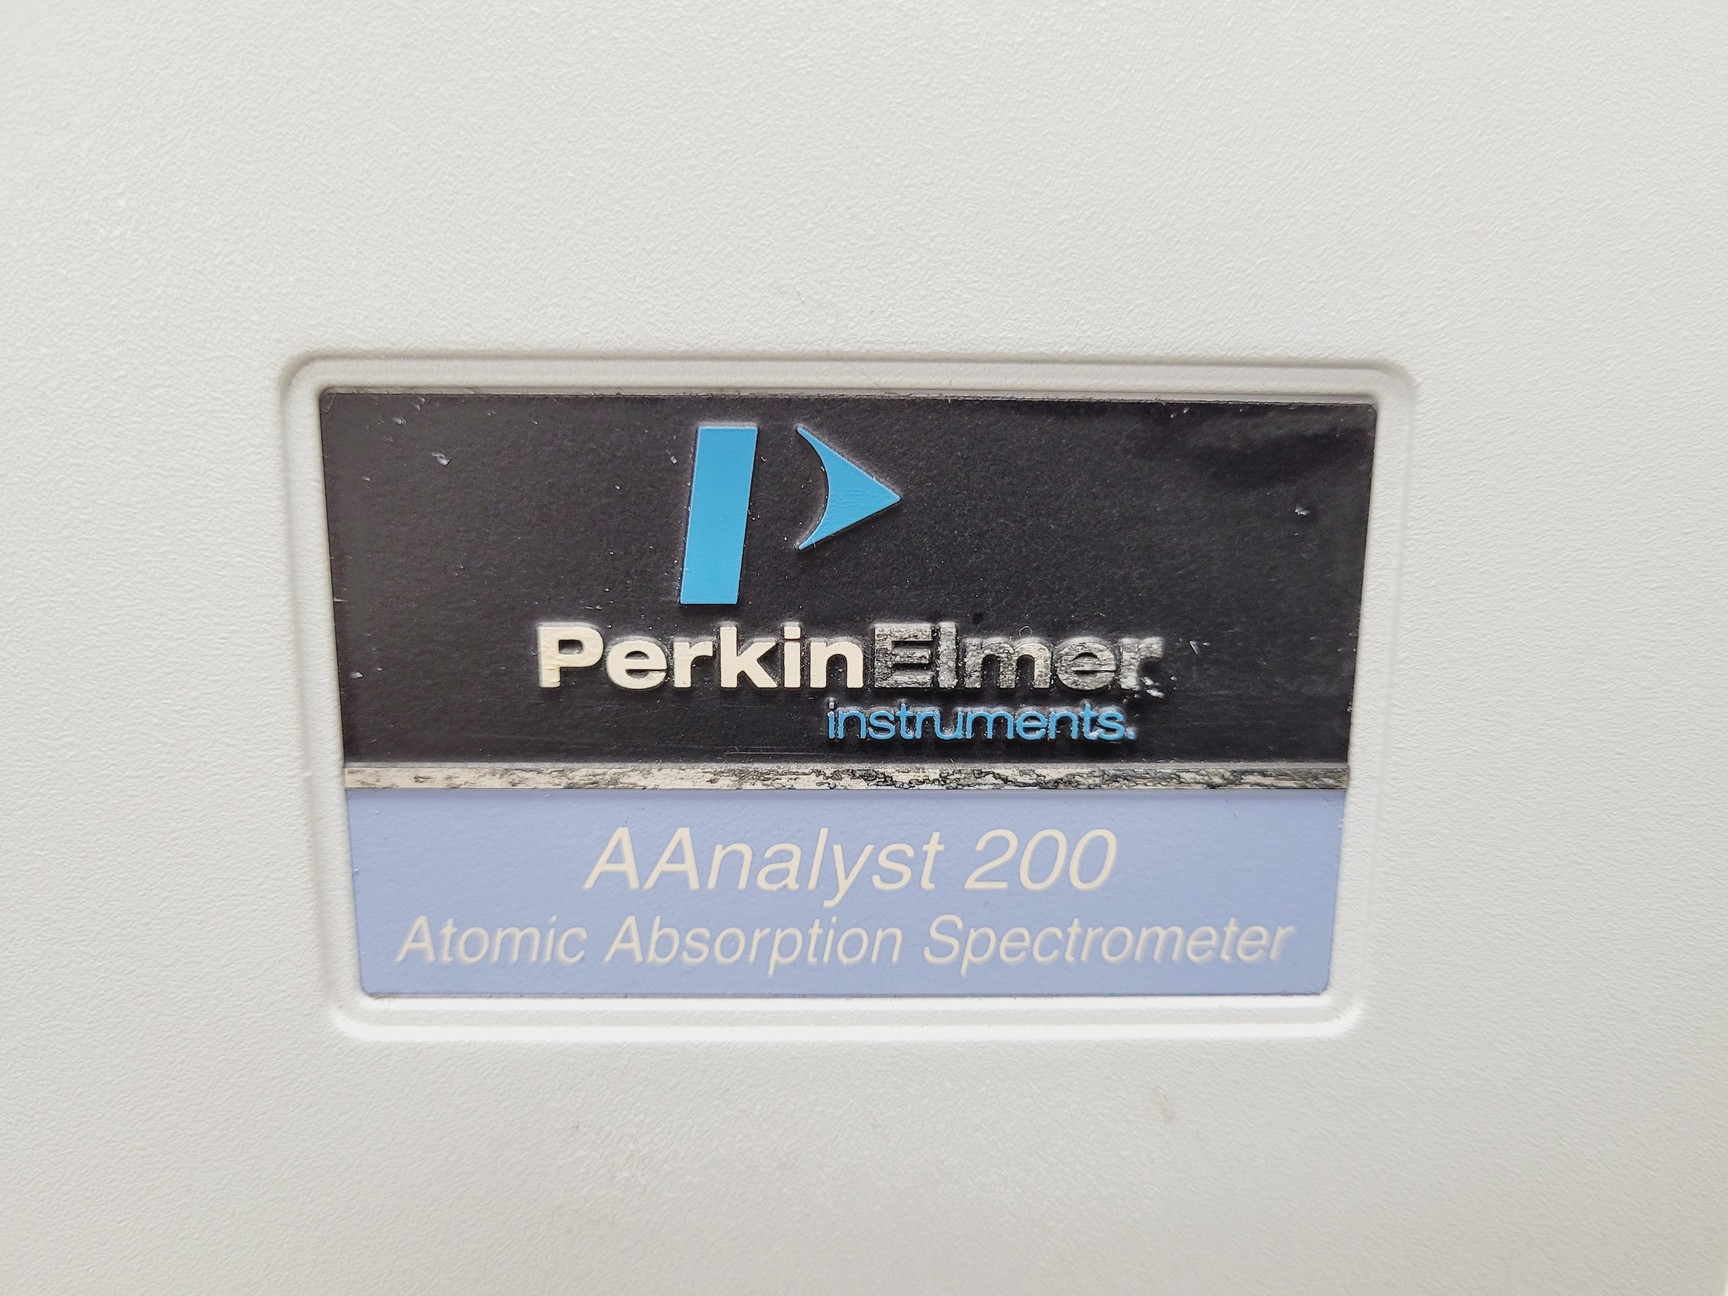 PerkinElmer
instruments.
AAnalyst 200
Atomic Absorption Spectrometer